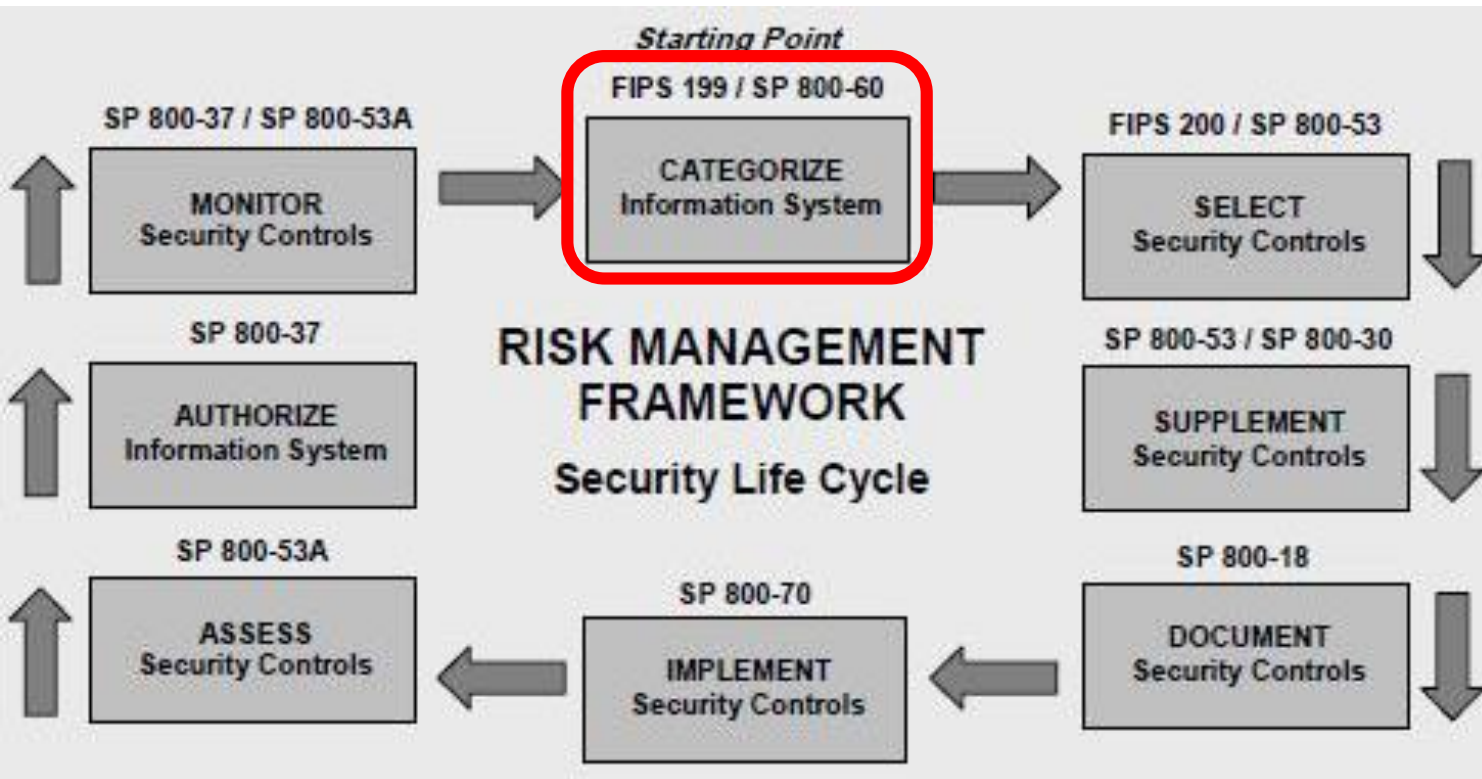 Starting Point
FIPS 199 / SP 800-60
CATEGORIZE
Information System
FIPS 200 / SP 800-53
SELECT
Security Controls
SP 800-53 / SP 800-30
SUPPLEMENT
Security Controls
SP 800-18
DOCUMENT
Security Controls
SP 800-70
IMPLEMENT
Security Controls
SP 800-53A
ASSESS
Security Controls
SP 800-37
AUTHORIZE
Information System
SP 800-37 / SP 800-53A
MONITOR
Security Controls
RISK MANAGEMENT
FRAMEWORK
Security Life Cycle